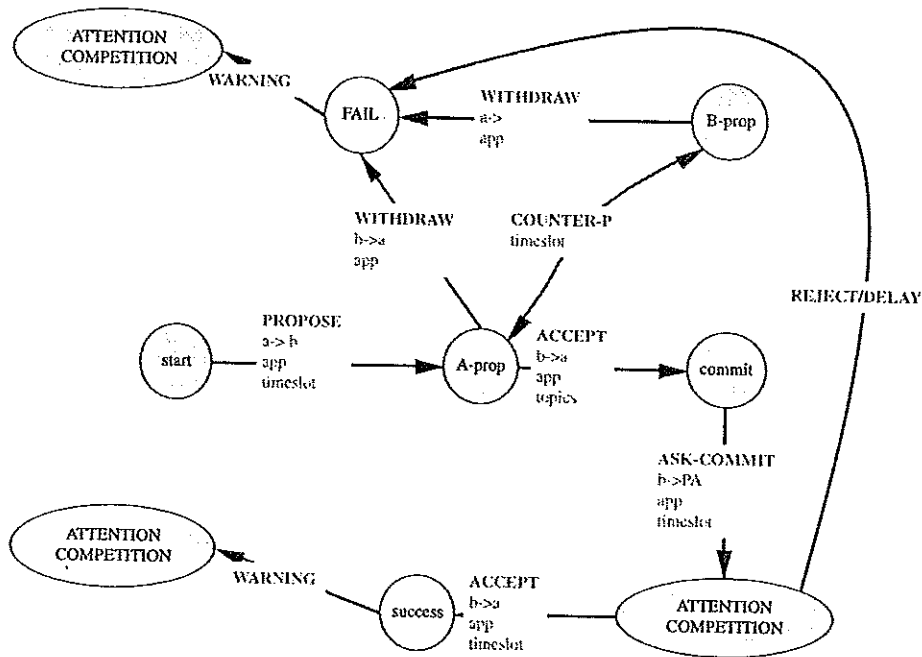 ATTENTION
COMPETITION
WARNING
FAIL
WITHDRAW
a->
app
B-prop
WITHDRAW
b->a
app
COUNTER-P
timeslot
REJECT/DELAY
start
PROPOSE
a-> b
app
timeslot
A-prop
ACCEPT
b->a
app
topics
commit
ASK-COMMIT
b->PA
app
timeslot
ATTENTION
COMPETITION
WARNING
success
ACCEPT
b->a
app
timeslot
ATTENTION
COMPETITION